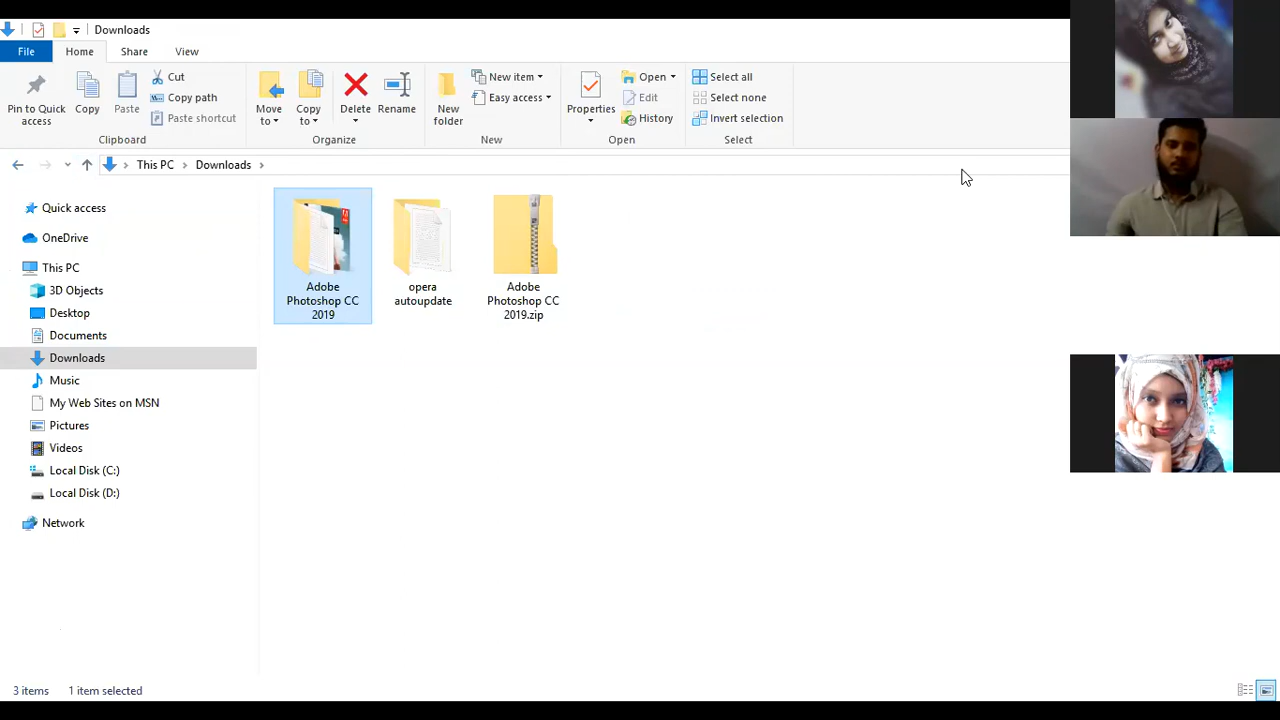 Downloads
File Home Share View
Pin to Quick access
Copy
Paste
Cut
Copy path
Paste shortcut
Clipboard
Move to
Copy to
Delete
Rename
Organize
New folder
New item
Easy access
New
Properties
Open
Edit
History
Open
Select all
Select none
Invert selection
Select
This PC Downloads
Quick access
OneDrive
This PC
3D Objects
Desktop
Documents
Downloads
Music
My Web Sites on MSN
Pictures
Videos
Local Disk (C:)
Local Disk (D:)
Network
Adobe
Photoshop CC
2019
opera
autoupdate
Adobe
Photoshop CC
2019.zip
3 items 1 item selected